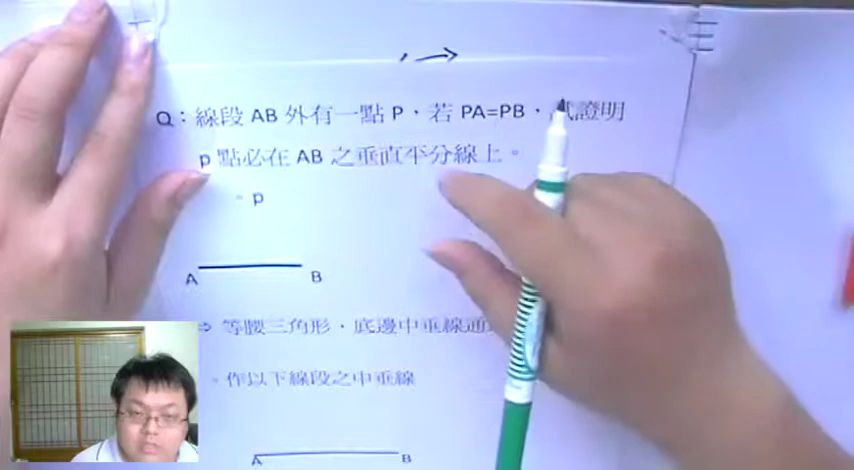 Q：線段 AB 外有一點 P，若 PA=PB，試證明
p 點必在 AB 之垂直平分線上。
。p
A B
⇒ 等腰三角形，底邊中垂線通
。作以下線段之中垂線
A B